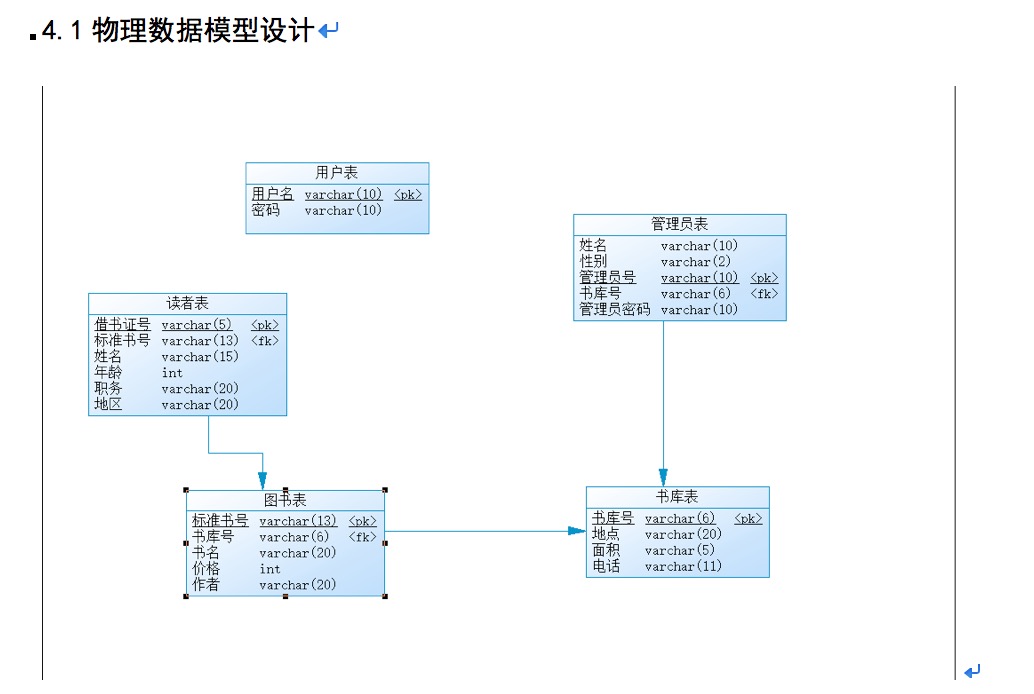 4.1 物理数据模型设计
用户表
用户名 varchar(10) <pk>
密码 varchar(10)
管理员表
姓名 varchar(10)
性别 varchar(2)
管理员号 varchar(10) <pk>
书库号 varchar(6) <fk>
管理员密码 varchar(10)
读者表
借书证号 varchar(5) <pk>
标准书号 varchar(13) <fk>
姓名 varchar(15)
年龄 int
职务 varchar(20)
地区 varchar(20)
图书表
标准书号 varchar(13) <pk>
书库号 varchar(6) <fk>
书名 varchar(20)
价格 int
作者 varchar(20)
书库表
书库号 varchar(6) <pk>
地点 varchar(20)
面积 varchar(5)
电话 varchar(11)